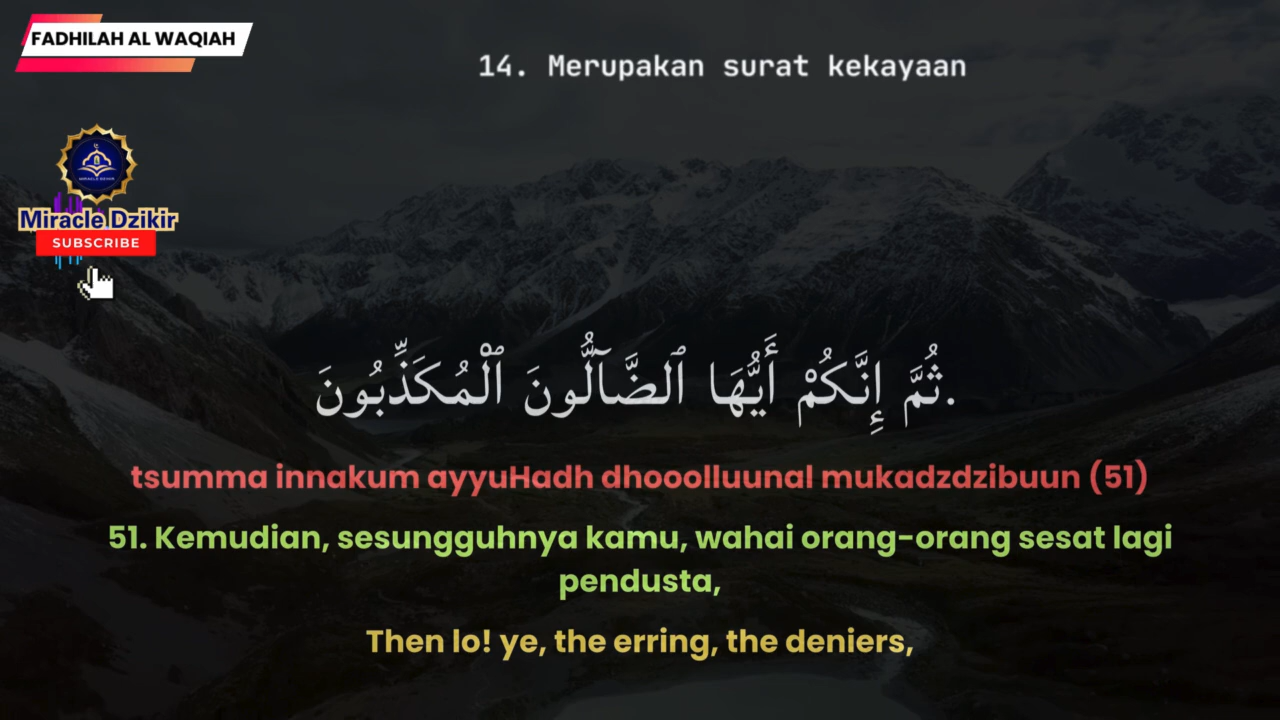 FADHILAH AL WAQIAH
14. Merupakan surat kekayaan
MIRACLE DZIKIR
Miracle Dzikir
SUBSCRIBE
ثُمَّ إِنَّكُمْ أَيُّهَا ٱلضَّآلُّونَ ٱلْمُكَذِّبُونَ.
tsumma innakum ayyuHadh dhooolluunal mukadzdzibuun (51)
51. Kemudian, sesungguhnya kamu, wahai orang-orang sesat lagi
pendusta,
Then lo! ye, the erring, the deniers,